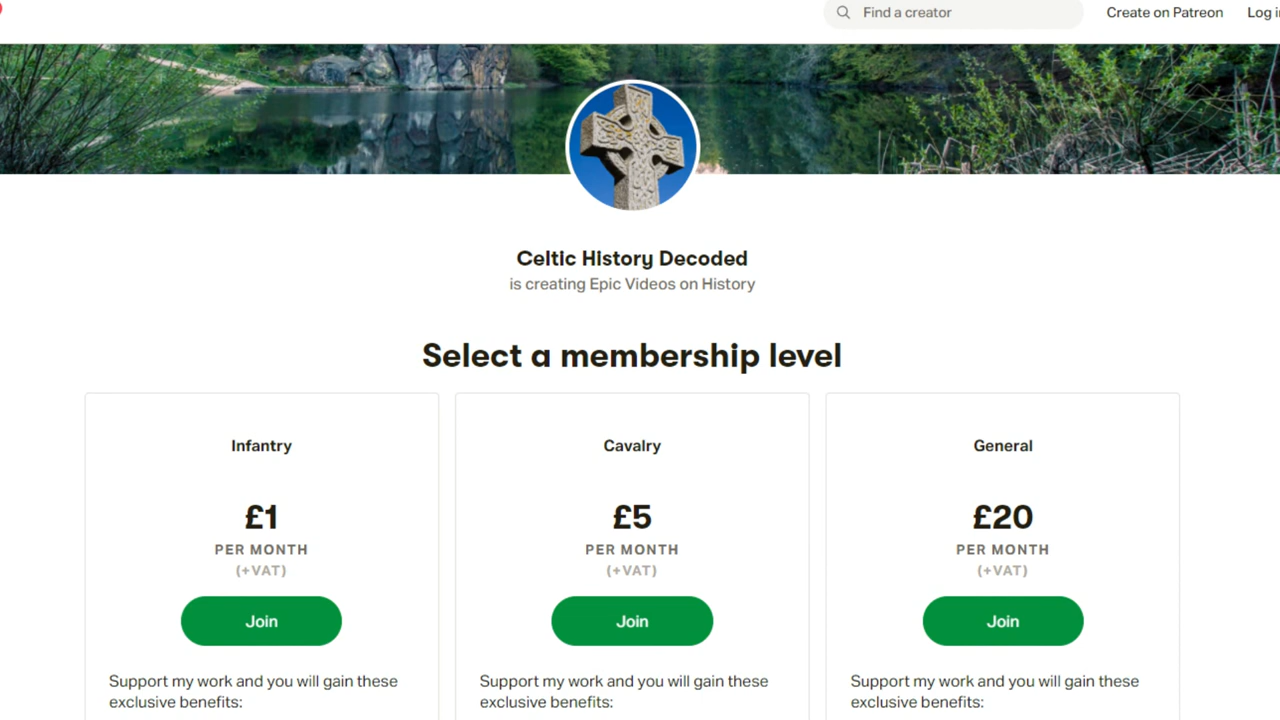 Find a creator
Create on Patreon
Log in
Celtic History Decoded
is creating Epic Videos on History
Select a membership level
Infantry
£1
PER MONTH
(+VAT)
Join
Support my work and you will gain these
exclusive benefits:
Cavalry
£5
PER MONTH
(+VAT)
Join
Support my work and you will gain these
exclusive benefits:
General
£20
PER MONTH
(+VAT)
Join
Support my work and you will gain these
exclusive benefits: